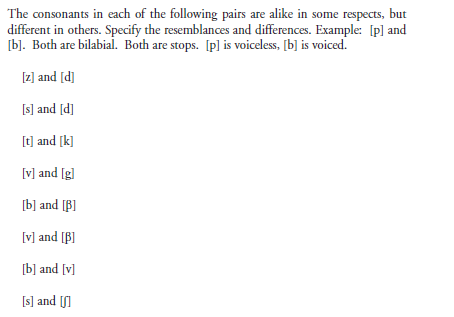 The consonants in each of the following pairs are alike in some respects, but
different in others. Specify the resemblances and differences. Example: [p] and
[b]. Both are bilabial. Both are stops. [p] is voiceless, [b] is voiced.
[z] and [d]
[s] and [d]
[t] and [k]
[v] and [g]
[b] and [β]
[v] and [β]
[b] and [v]
[s] and [ʃ]